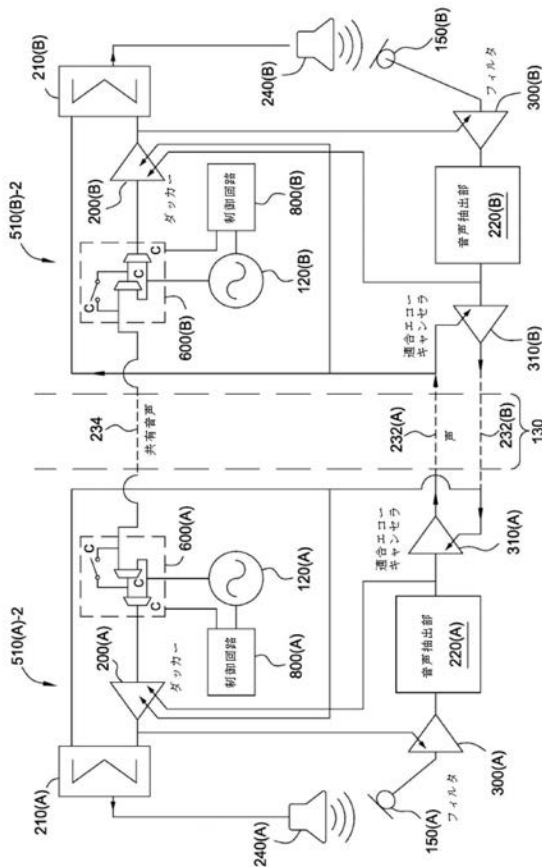 510(A)-2
510(B)-2
210(A)
200(A)
ダッカー
C
C
C
600(A)
234
共有音声
C
C
C
600(B)
200(B)
ダッカー
210(B)
制御回路
800(A)
120(A)
120(B)
制御回路
800(B)
240(A)
150(A)
フィルタ
300(A)
音声抽出部
220(A)
適合エコー
キャンセラ
310(A)
232(A)
声
232(B)
130
適合エコー
キャンセラ
310(B)
音声抽出部
220(B)
フィルタ
300(B)
240(B)
150(B)